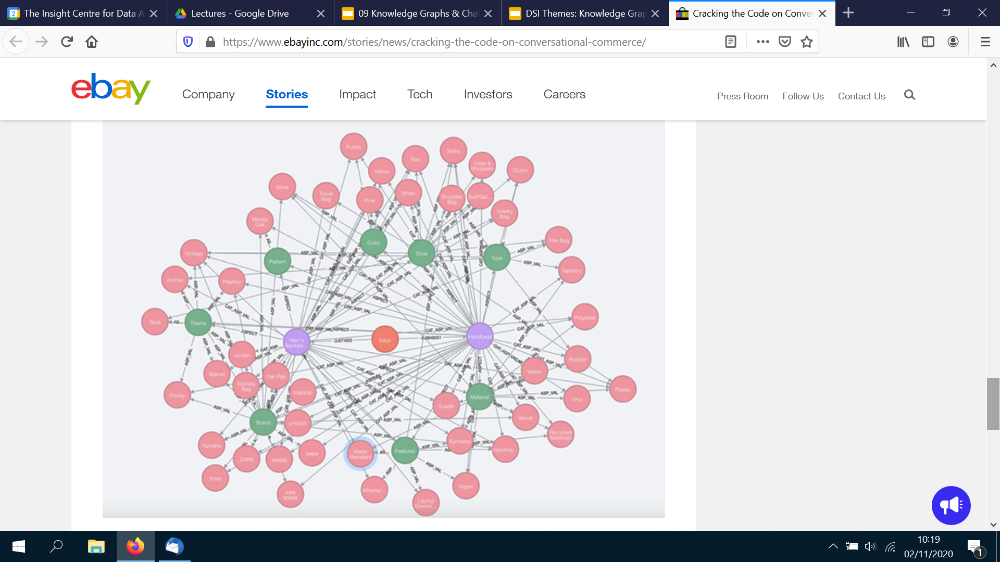 The Insight Centre for Data A
Lectures - Google Drive
09 Knowledge Graphs & Cha
DSI Themes: Knowledge Grap
Cracking the Code on Conver
https://www.ebayinc.com/stories/news/cracking-the-code-on-conversational-commerce/
ebay
Company
Stories
Impact
Tech
Investors
Careers
Press Room
Follow Us
Contact Us
Purple
Straw
Red
Totes &
Shoppers
Yellow
Clutch
Silver
Travel
Bag
Pink
White
Shoulder
Bag
Suit/Gar...
Toiletry
Bag
Mossy
Oak
Color
Style
Type
Tote Bag
Vintage
Pattern
Tapestry
Animal
Playboy
Skull
Theme
Polyester
Men's
Backpa...
bags
Handbags
-3.671022
-0.0849251
CAT_ASP_VAL
ASPECT
ASP_VAL
Jordan
Marvel
Yoshida
Bag
Yak Pak
tokidoki
Disney
Velour
Rubber
Plastic
Material
Suede
Vinyl
Velvet
Recycled
Materials
Brand
orYANY
Yamaha
ZARA
adidas
bebe
Water
Resistant
Features
Synthetic
Handma...
totes
kate
spade
Wheels/...
Laptop
Sleeve/...
Vegan
10:19
02/11/2020
1
2